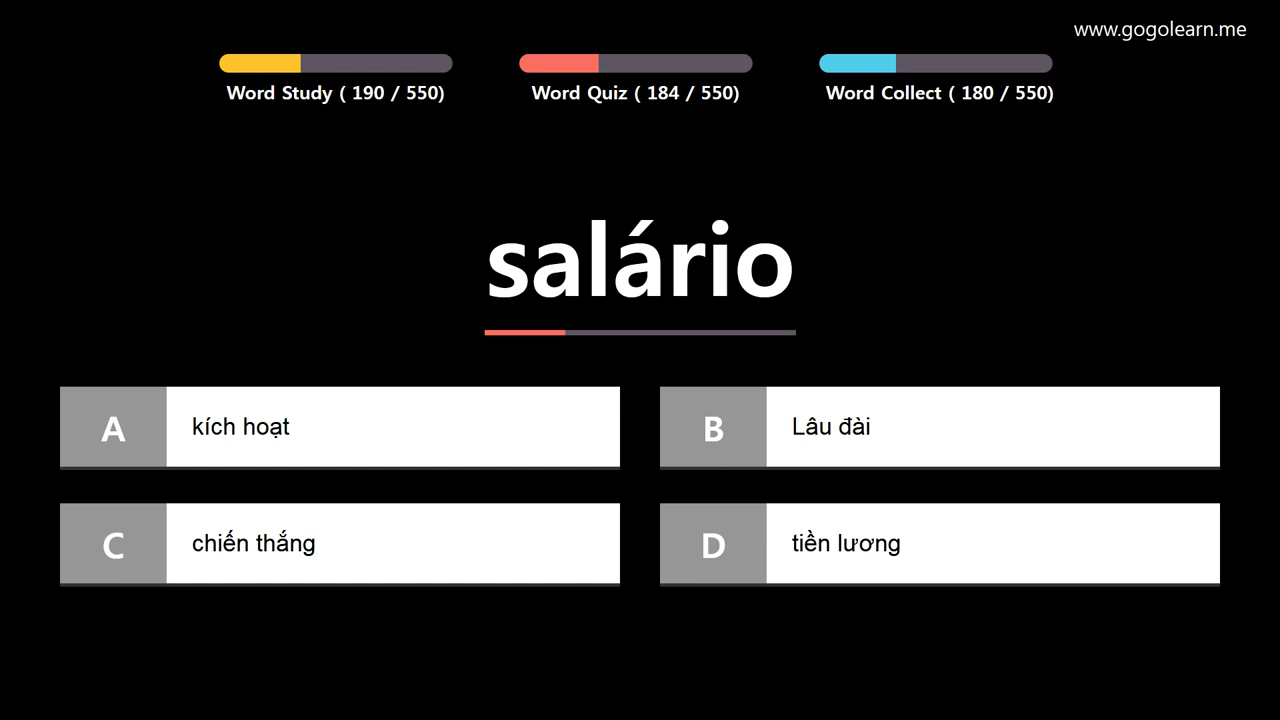 www.gogolearn.me
Word Study ( 190 / 550)
Word Quiz ( 184 / 550)
Word Collect ( 180 / 550)
salário
A kích hoạt
B Lâu đài
C chiến thắng
D tiền lương